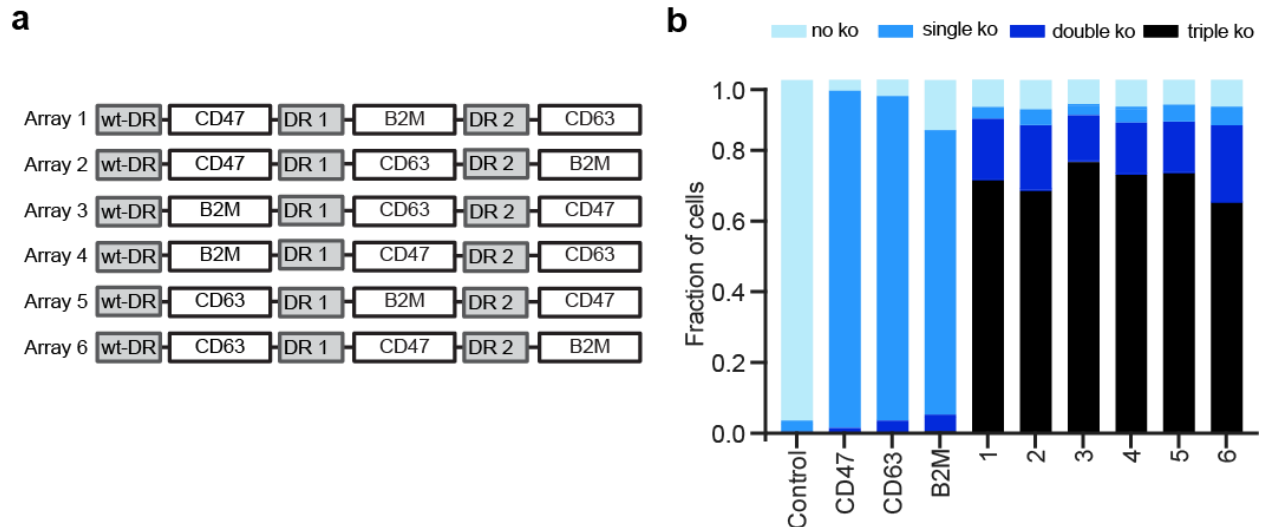 a
Array 1 wt-DR CD47 DR 1 B2M DR 2 CD63
Array 2 wt-DR CD47 DR 1 CD63 DR 2 B2M
Array 3 wt-DR B2M DR 1 CD63 DR 2 CD47
Array 4 wt-DR B2M DR 1 CD47 DR 2 CD63
Array 5 wt-DR CD63 DR 1 B2M DR 2 CD47
Array 6 wt-DR CD63 DR 1 CD47 DR 2 B2M
b
no ko single ko double ko triple ko
Fraction of cells
1.0
0.8
0.6
0.4
0.2
0.0
Control CD47 CD63 B2M 1 2 3 4 5 6